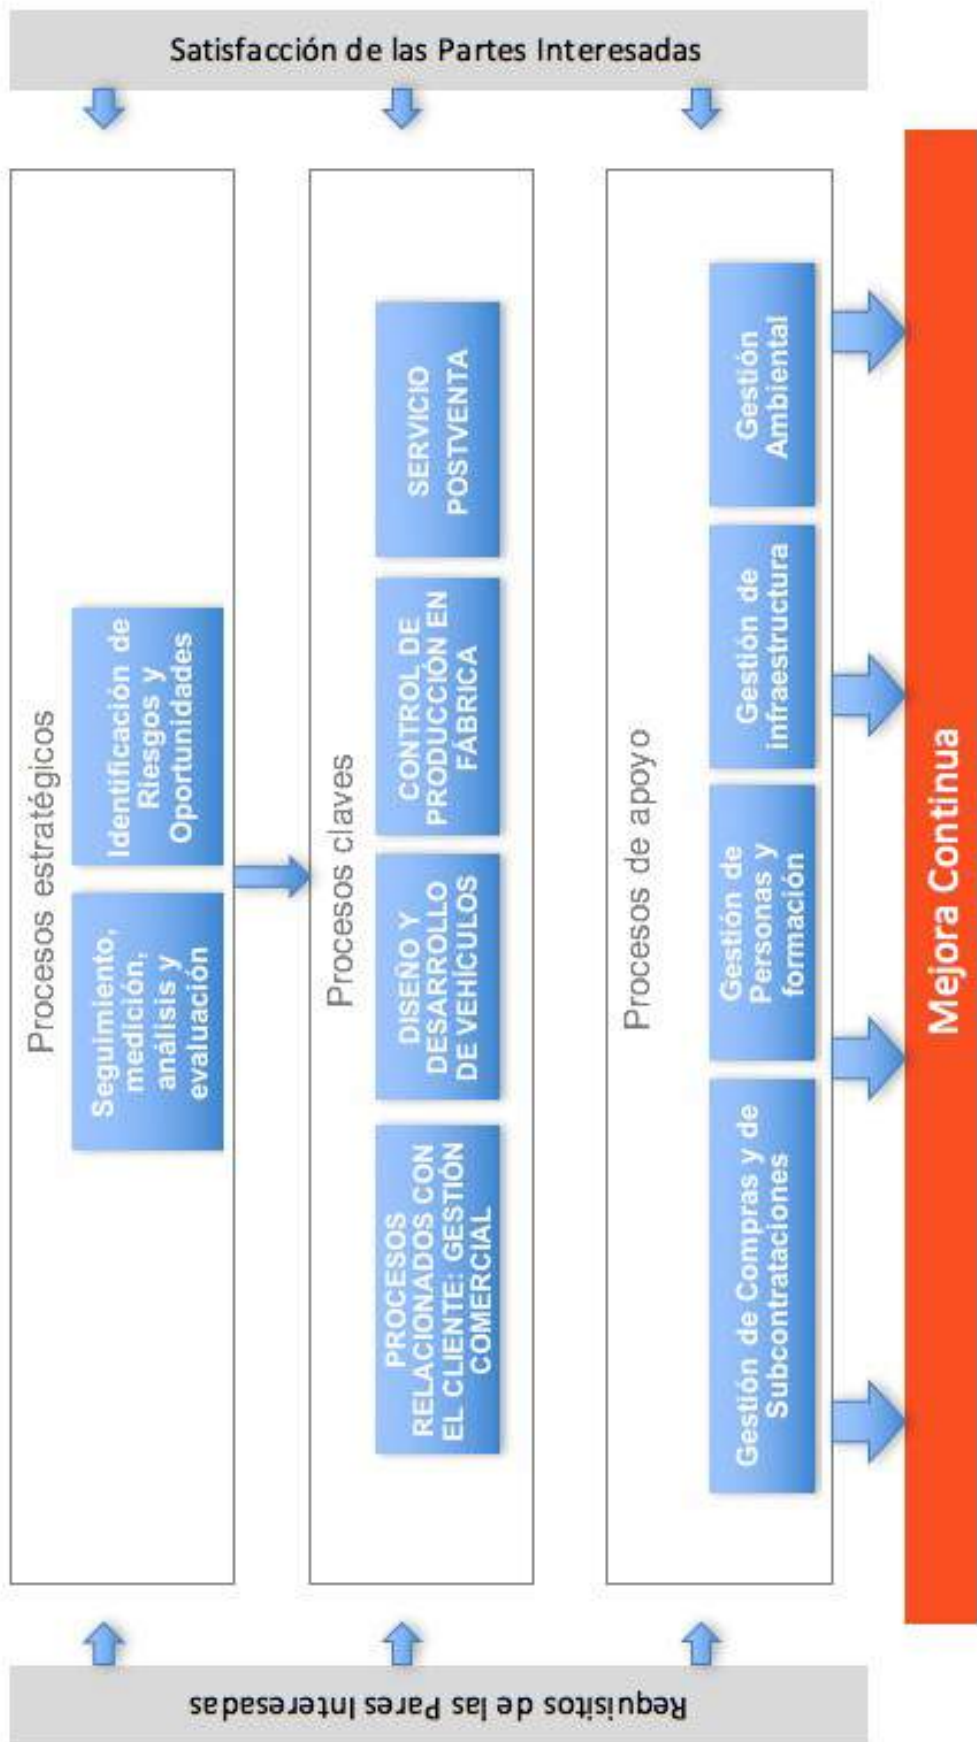 Requisitos de las Pares Interesadas
Procesos estratégicos
Seguimiento,
medición,
análisis y
evaluación
Identificación de
Riesgos y
Oportunidades
Procesos claves
PROCESOS
RELACIONADOS CON
EL CLIENTE: GESTIÓN
COMERCIAL
DISEÑO Y
DESARROLLO
DE VEHÍCULOS
CONTROL DE
PRODUCCIÓN EN
FÁBRICA
SERVICIO
POSTVENTA
Procesos de apoyo
Gestión de Compras y de
Subcontrataciones
Gestión de
Personas y
formación
Gestión de
infraestructura
Gestión
Ambiental
Satisfacción de las Partes Interesadas
Mejora Continua